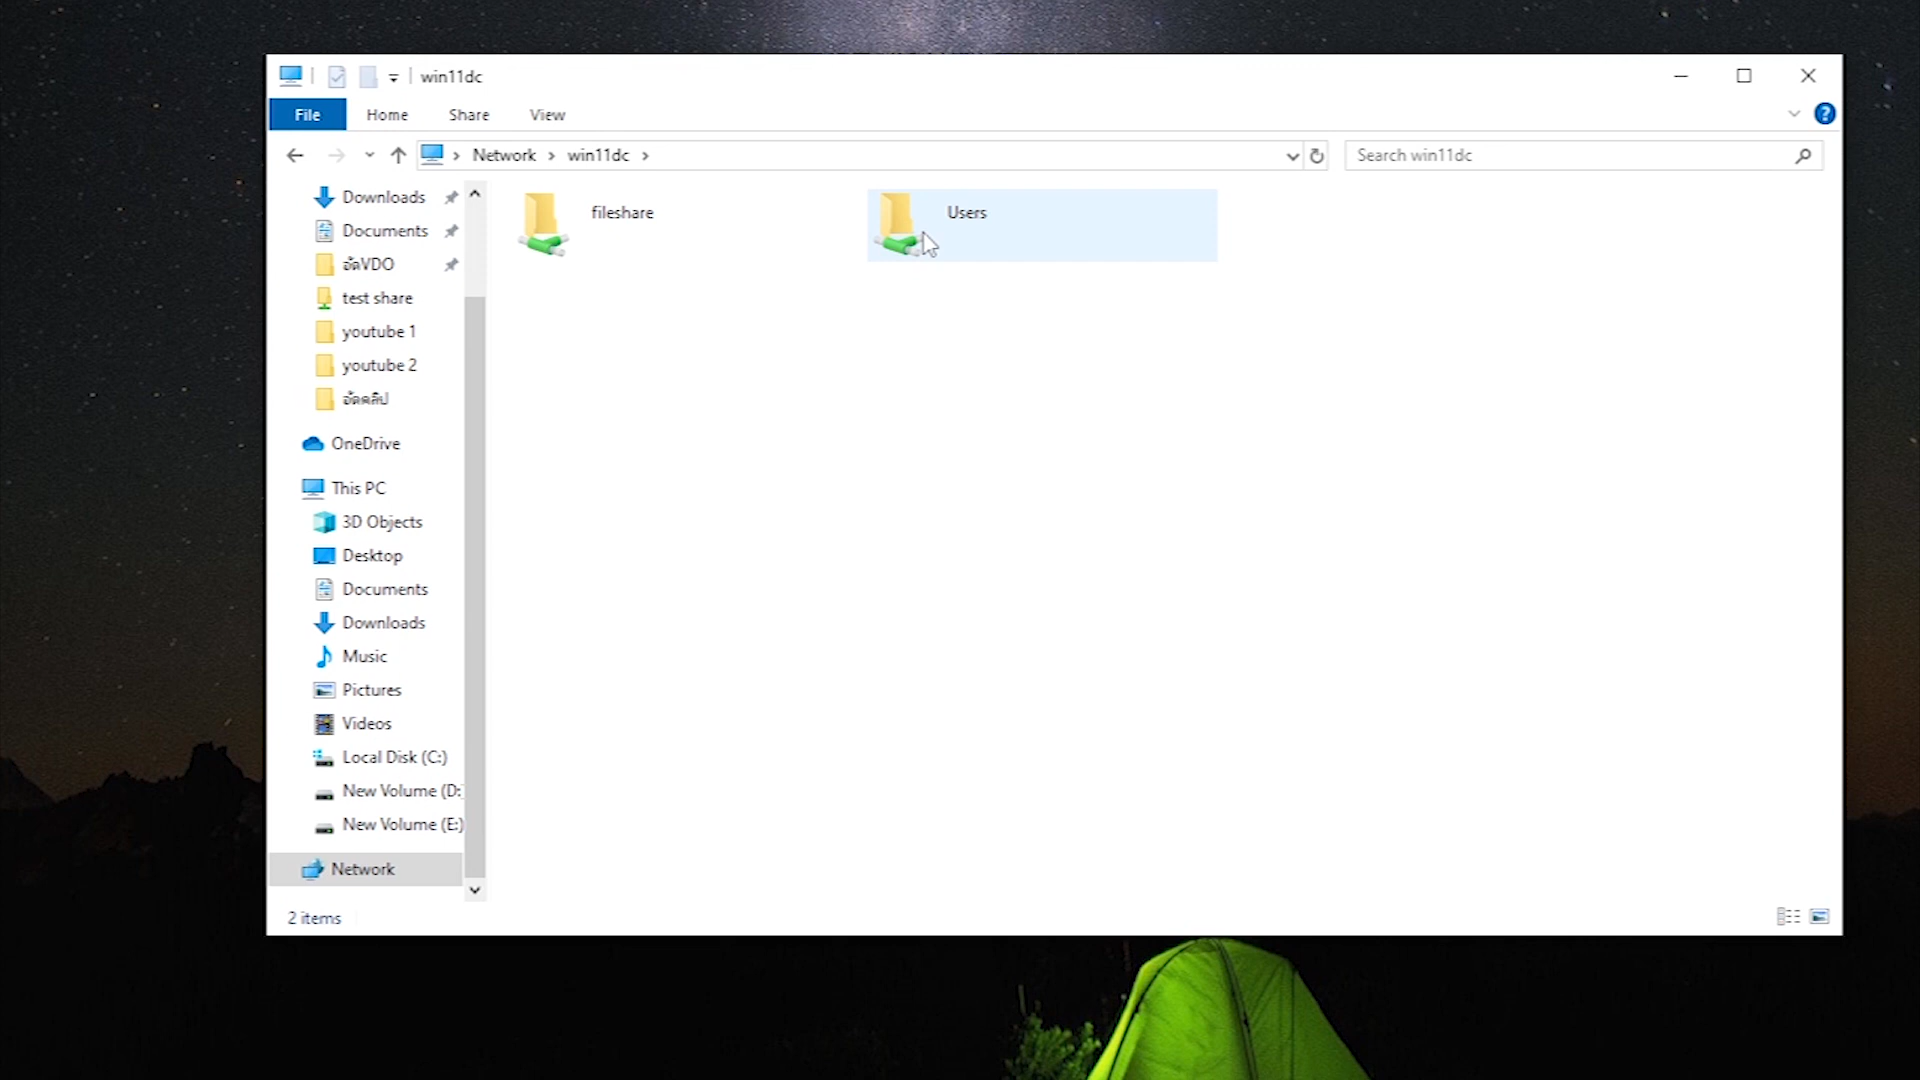 win11dc
File Home Share View
Network win11dc
Search win11dc
Downloads
Documents
อัดVDO
test share
youtube 1
youtube 2
อัดคลิป
OneDrive
This PC
3D Objects
Desktop
Documents
Downloads
Music
Pictures
Videos
Local Disk (C:)
New Volume (D:
New Volume (E:)
Network
fileshare
Users
2 items